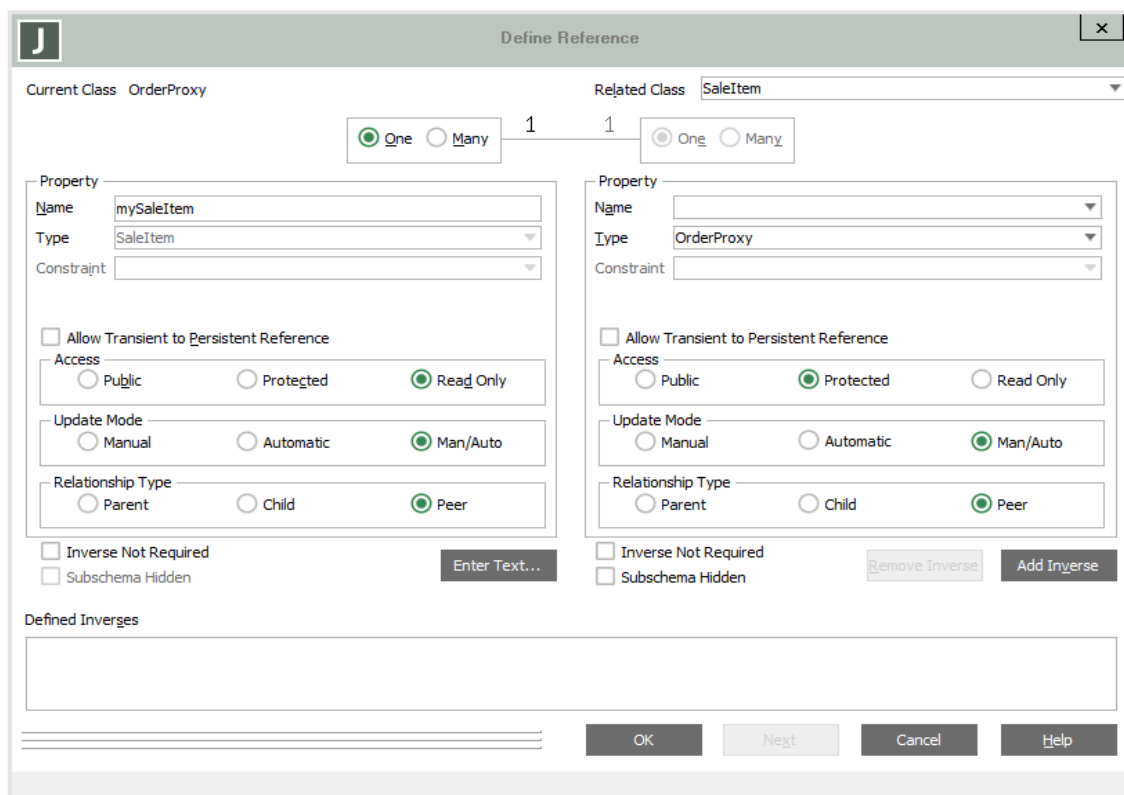 J
Define Reference
x
Current Class OrderProxy
Related Class SaleItem
One Many 1 1 One Many
Property
Name mySaleItem
Type SaleItem
Constraint
Allow Transient to Persistent Reference
Access
Public Protected Read Only
Update Mode
Manual Automatic Man/Auto
Relationship Type
Parent Child Peer
Inverse Not Required
Subschema Hidden
Enter Text...
Property
Name
Type OrderProxy
Constraint
Allow Transient to Persistent Reference
Access
Public Protected Read Only
Update Mode
Manual Automatic Man/Auto
Relationship Type
Parent Child Peer
Inverse Not Required
Subschema Hidden
Remove Inverse Add Inverse
Defined Inverses
OK Next Cancel Help